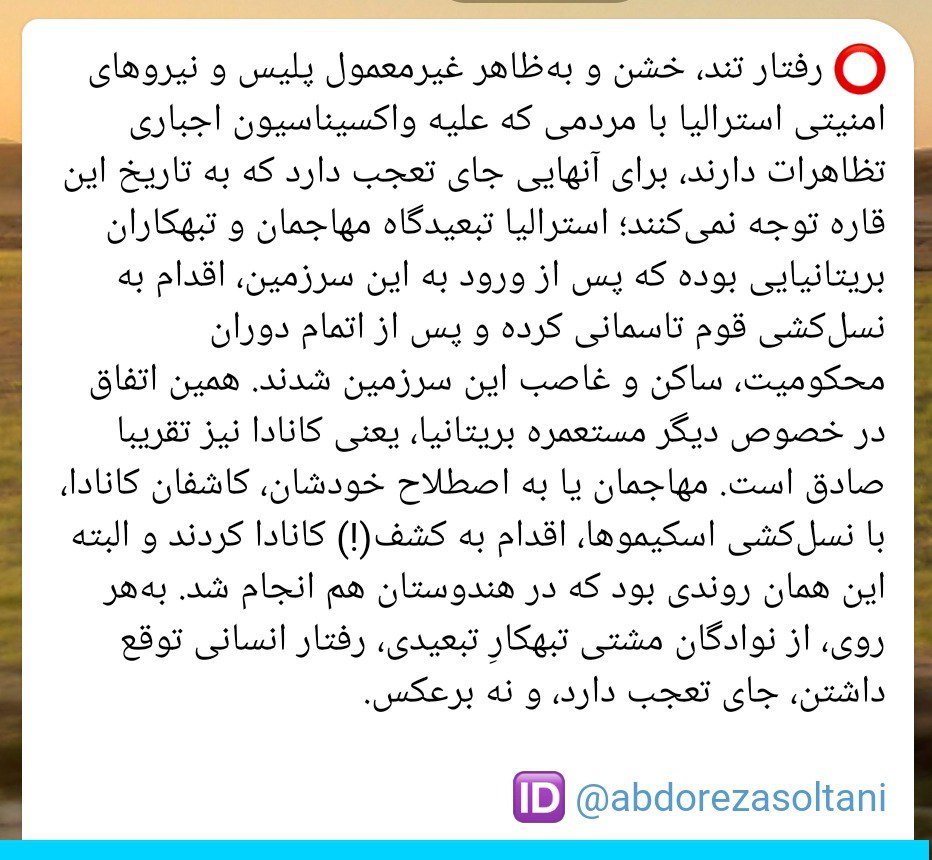 ⭕ رفتار تند، خشن و به‌ظاهر غیرمعمول پلیس و نیروهای
امنیتی استرالیا با مردمی که علیه واکسیناسیون اجباری
تظاهرات دارند، برای آنهایی جای تعجب دارد که به تاریخ این
قاره توجه نمی‌کنند؛ استرالیا تبعیدگاه مهاجمان و تبهکاران
بریتانیایی بوده که پس از ورود به این سرزمین، اقدام به
نسل‌کشی قوم تاسمانی کرده و پس از اتمام دوران
محکومیت، ساکن و غاصب این سرزمین شدند. همین اتفاق
در خصوص دیگر مستعمره بریتانیا، یعنی کانادا نیز تقریبا
صادق است. مهاجمان یا به اصطلاح خودشان، کاشفان کانادا،
با نسل‌کشی اسکیموها، اقدام به کشف(!) کانادا کردند و البته
این همان روندی بود که در هندوستان هم انجام شد. به‌هر
روی، از نوادگان مشتی تبهکارِ تبعیدی، رفتار انسانی توقع
داشتن، جای تعجب دارد، و نه برعکس.
🆔 @abdorezasoltani